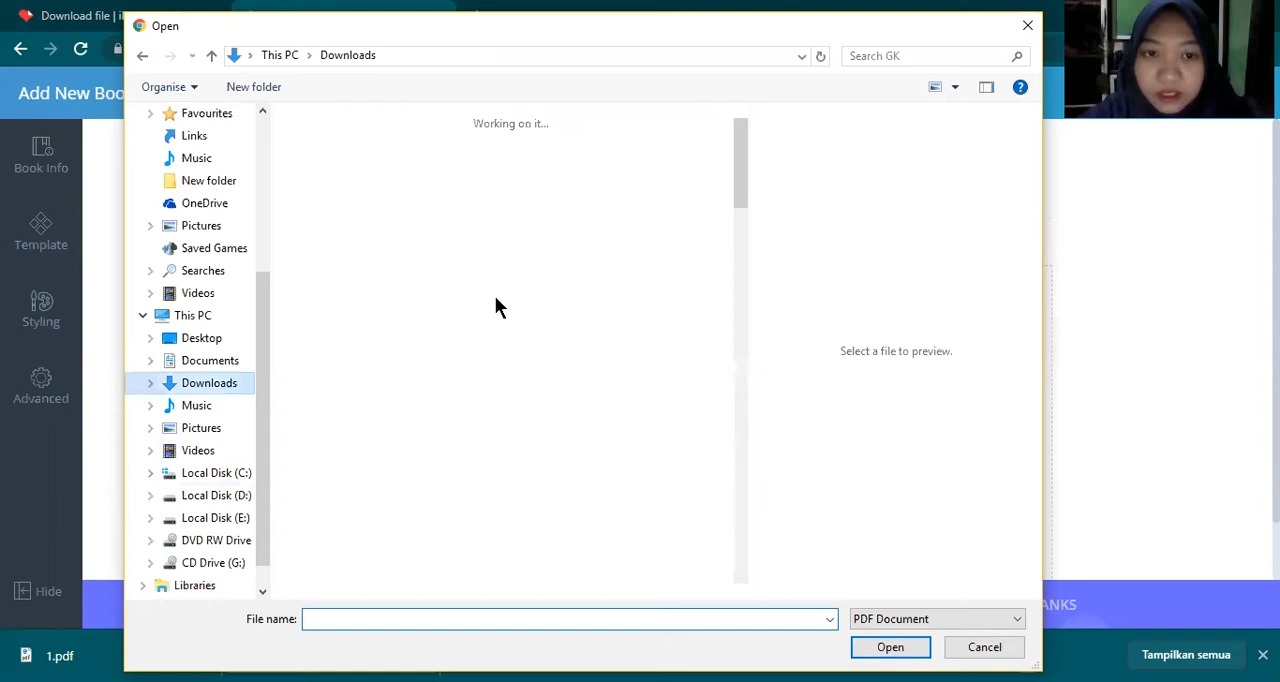 Download file | i
Open
This PC
Downloads
Search GK
Organise
New folder
Add New Boo
Book Info
Template
Styling
Advanced
Hide
Favourites
Links
Music
New folder
OneDrive
Pictures
Saved Games
Searches
Videos
This PC
Desktop
Documents
Downloads
Music
Pictures
Videos
Local Disk (C:)
Local Disk (D:)
Local Disk (E:)
DVD RW Drive
CD Drive (G:)
Libraries
Working on it...
Select a file to preview.
File name:
PDF Document
Open
Cancel
ANKS
1.pdf
Tampilkan semua